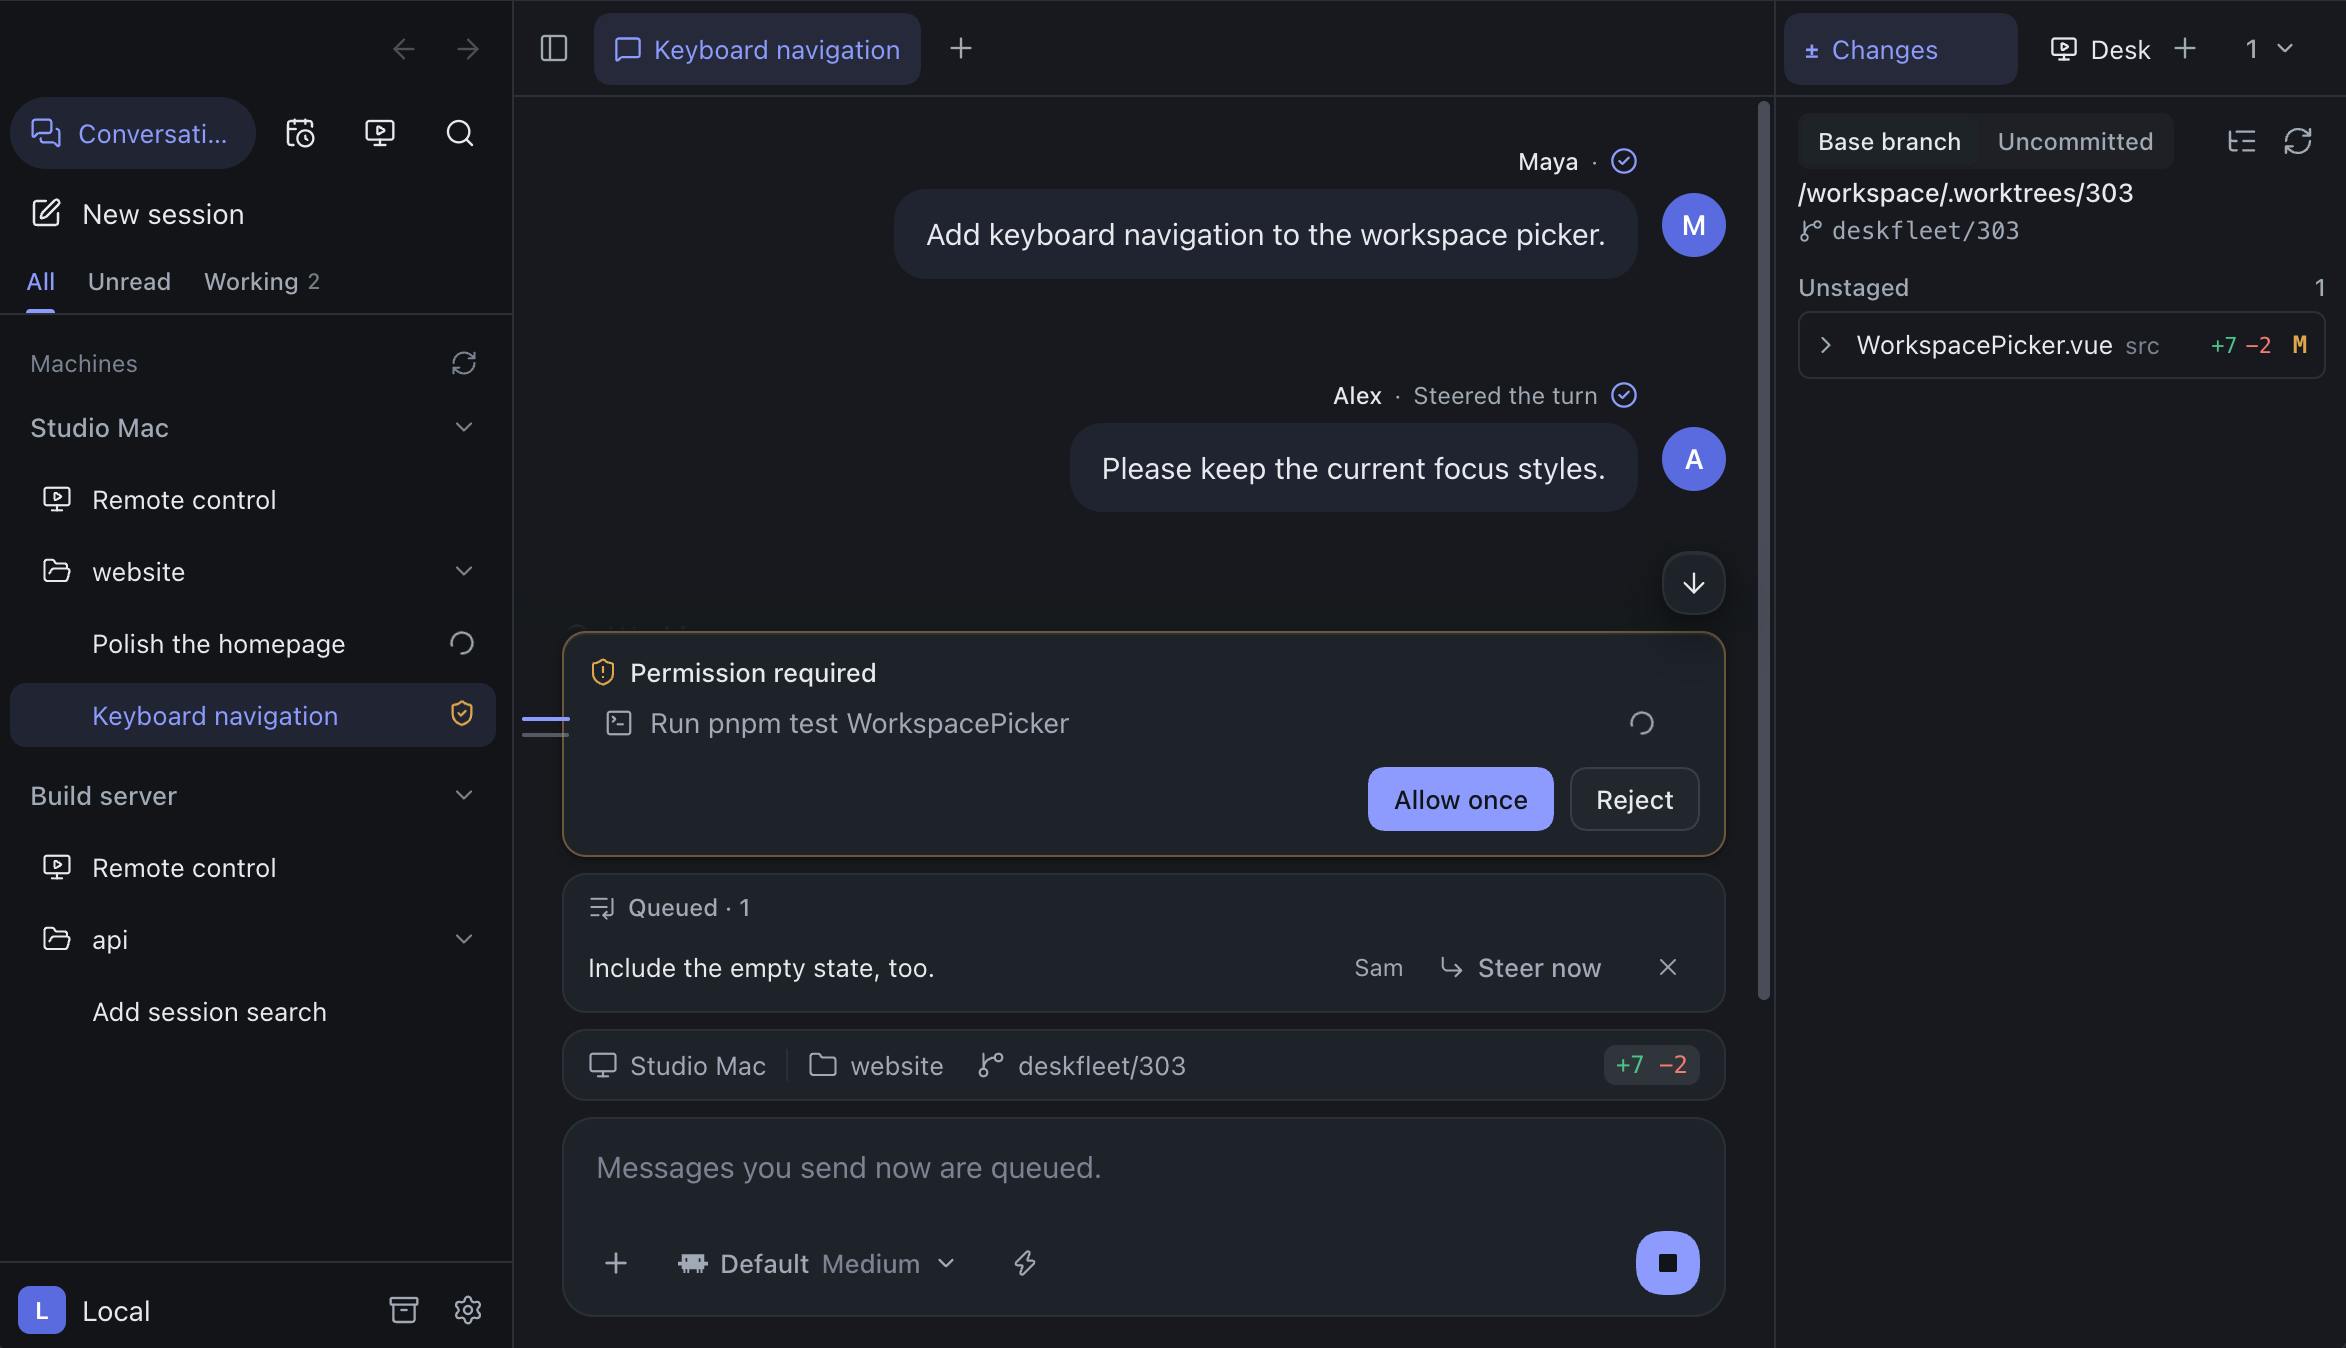 Conversati...
New session
All Unread Working 2
Machines
Studio Mac
Remote control
website
Polish the homepage
Keyboard navigation
Build server
Remote control
api
Add session search
L Local
Keyboard navigation
Maya ·
Add keyboard navigation to the workspace picker.
M
Alex · Steered the turn
Please keep the current focus styles.
A
Permission required
Run pnpm test WorkspacePicker
Allow once Reject
Queued · 1
Include the empty state, too. Sam Steer now
Studio Mac website deskfleet/303 +7 −2
Messages you send now are queued.
Default Medium
± Changes Desk 1
Base branch Uncommitted
/workspace/.worktrees/303
deskfleet/303
Unstaged 1
WorkspacePicker.vue src +7 −2 M